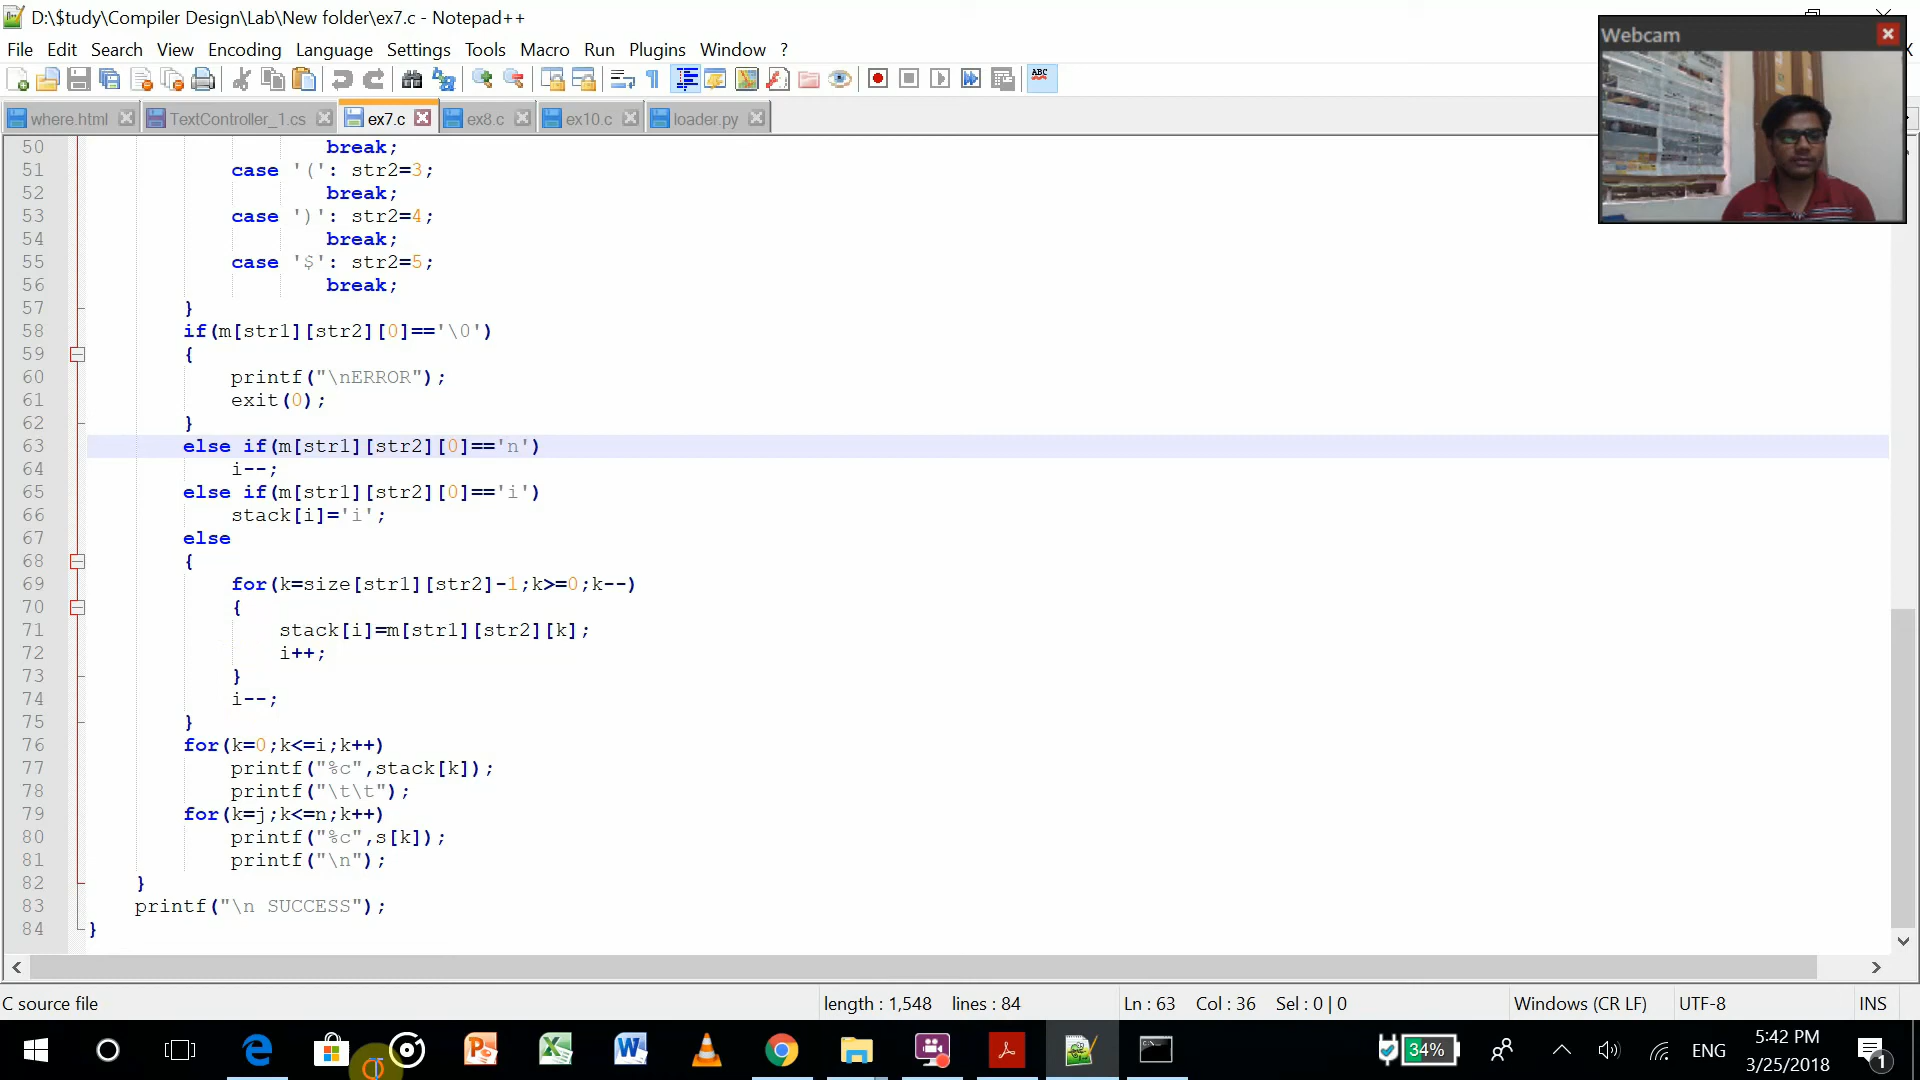 D:\$tudy\Compiler Design\Lab\New folder\ex7.c - Notepad++
File Edit Search View Encoding Language Settings Tools Macro Run Plugins Window ?
Webcam
ABC
where.html TextController_1.cs ex7.c ex8.c ex10.c loader.py
50 break;
51 case '(': str2=3;
52 break;
53 case ')': str2=4;
54 break;
55 case '$': str2=5;
56 break;
57 }
58 if(m[str1][str2][0]=='\0')
59 {
60 printf("\nERROR");
61 exit(0);
62 }
63 else if(m[str1][str2][0]=='n')
64 i--;
65 else if(m[str1][str2][0]=='i')
66 stack[i]='i';
67 else
68 {
69 for(k=size[str1][str2]-1;k>=0;k--)
70 {
71 stack[i]=m[str1][str2][k];
72 i++;
73 }
74 i--;
75 }
76 for(k=0;k<=i;k++)
77 printf("%c",stack[k]);
78 printf("\t\t");
79 for(k=j;k<=n;k++)
80 printf("%c",s[k]);
81 printf("\n");
82 }
83 printf("\n SUCCESS");
84 }
C source file length : 1,548 lines : 84 Ln : 63 Col : 36 Sel : 0 | 0 Windows (CR LF) UTF-8 INS
34% ENG 5:42 PM
3/25/2018 1